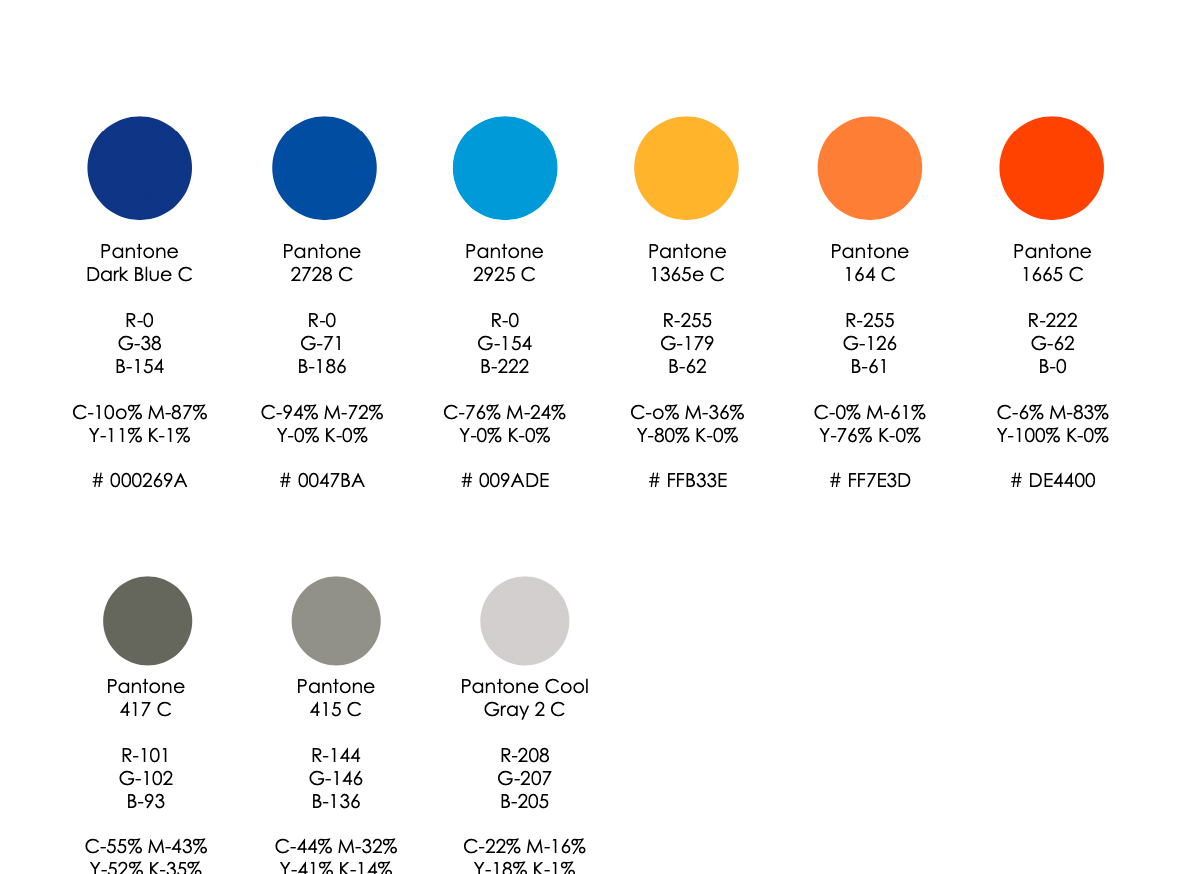 Pantone
Dark Blue C
R-0
G-38
B-154
C-10o% M-87%
Y-11% K-1%
# 000269A
Pantone
2728 C
R-0
G-71
B-186
C-94% M-72%
Y-0% K-0%
# 0047BA
Pantone
2925 C
R-0
G-154
B-222
C-76% M-24%
Y-0% K-0%
# 009ADE
Pantone
1365e C
R-255
G-179
B-62
C-o% M-36%
Y-80% K-0%
# FFB33E
Pantone
164 C
R-255
G-126
B-61
C-0% M-61%
Y-76% K-0%
# FF7E3D
Pantone
1665 C
R-222
G-62
B-0
C-6% M-83%
Y-100% K-0%
# DE4400
Pantone
417 C
R-101
G-102
B-93
C-55% M-43%
Y-52% K-35%
Pantone
415 C
R-144
G-146
B-136
C-44% M-32%
Y-41% K-14%
Pantone Cool
Gray 2 C
R-208
G-207
B-205
C-22% M-16%
Y-18% K-1%